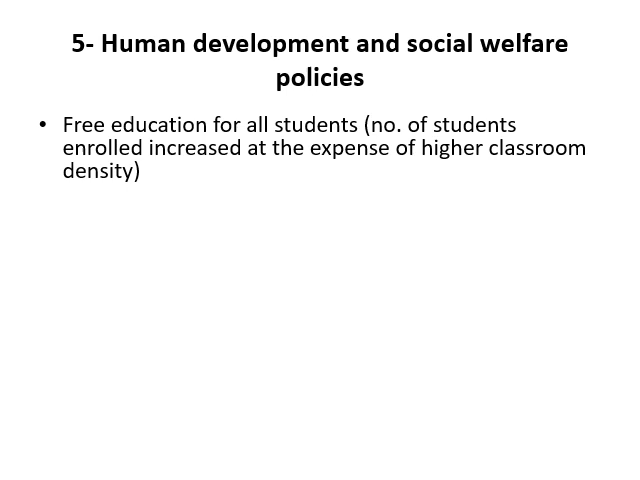 5- Human development and social welfare
policies
• Free education for all students (no. of students
enrolled increased at the expense of higher classroom
density)